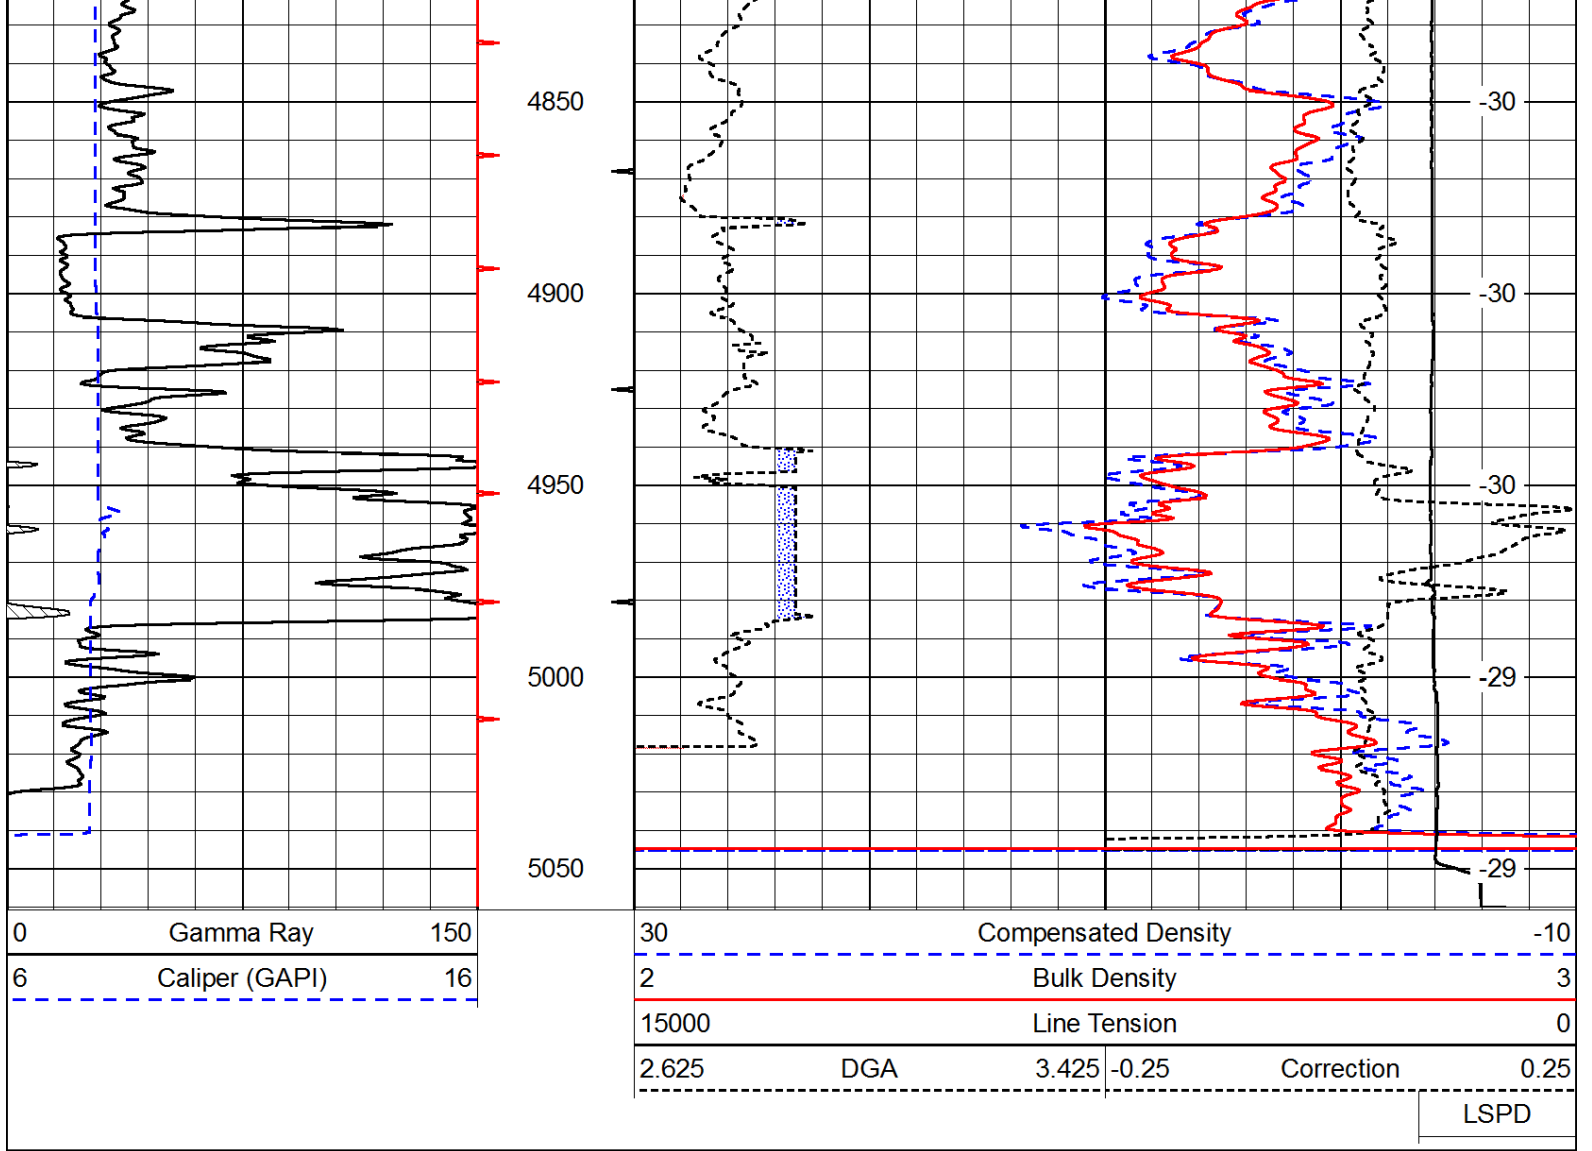 4850 -30
4900 -30
4950 -30
5000 -29
5050 -29
0 Gamma Ray 150
6 Caliper (GAPI) 16
30 Compensated Density -10
2 Bulk Density 3
15000 Line Tension 0
2.625 DGA 3.425 -0.25 Correction 0.25
LSPD